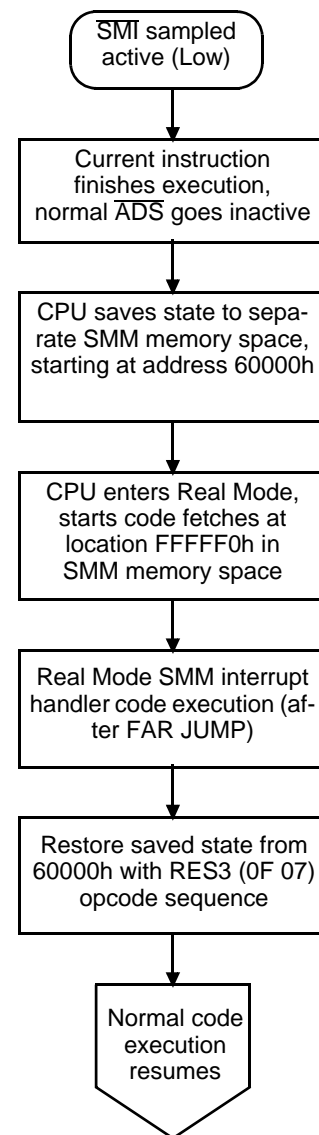 S̅M̅I̅ sampled
active (Low)
Current instruction
finishes execution,
normal A̅D̅S̅ goes inactive
CPU saves state to sepa-
rate SMM memory space,
starting at address 60000h
CPU enters Real Mode,
starts code fetches at
location FFFFF0h in
SMM memory space
Real Mode SMM interrupt
handler code execution (af-
ter FAR JUMP)
Restore saved state from
60000h with RES3 (0F 07)
opcode sequence
Normal code
execution
resumes